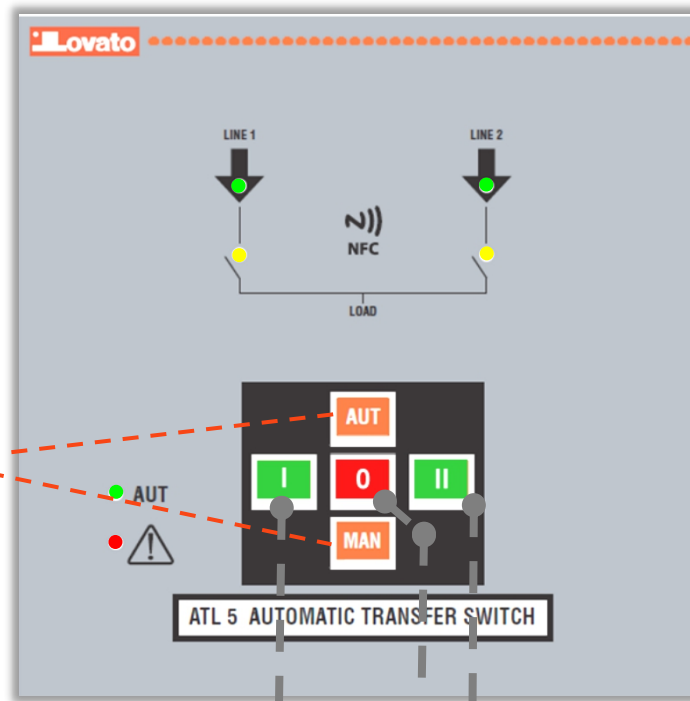 Lovato
LINE 1
LINE 2
NFC
LOAD
AUT
I
0
II
AUT
MAN
ATL 5 AUTOMATIC TRANSFER SWITCH